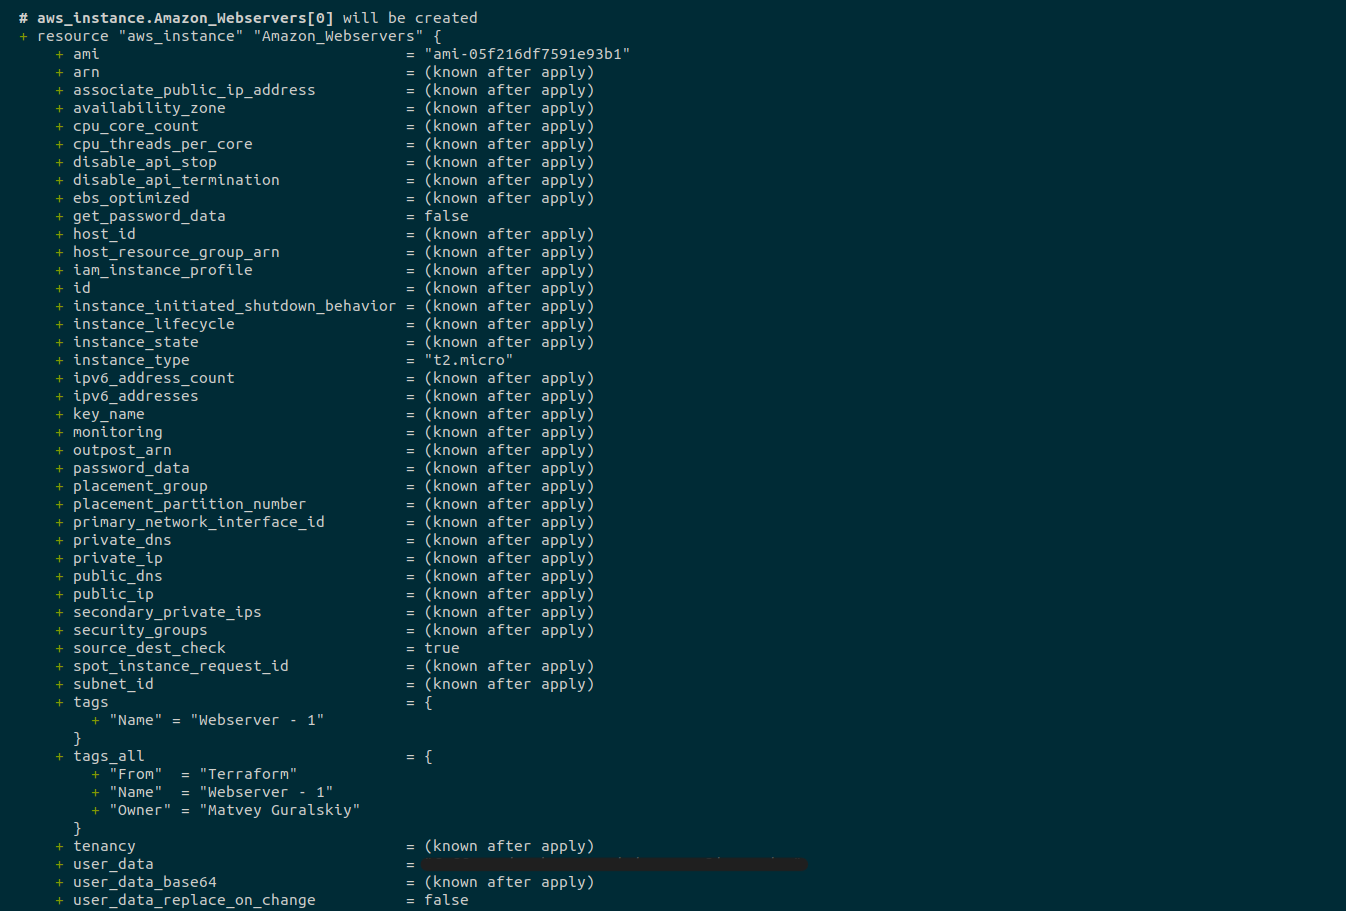 # aws_instance.Amazon_Webservers[0] will be created
+ resource "aws_instance" "Amazon_Webservers" {
+ ami = "ami-05f216df7591e93b1"
+ arn = (known after apply)
+ associate_public_ip_address = (known after apply)
+ availability_zone = (known after apply)
+ cpu_core_count = (known after apply)
+ cpu_threads_per_core = (known after apply)
+ disable_api_stop = (known after apply)
+ disable_api_termination = (known after apply)
+ ebs_optimized = (known after apply)
+ get_password_data = false
+ host_id = (known after apply)
+ host_resource_group_arn = (known after apply)
+ iam_instance_profile = (known after apply)
+ id = (known after apply)
+ instance_initiated_shutdown_behavior = (known after apply)
+ instance_lifecycle = (known after apply)
+ instance_state = (known after apply)
+ instance_type = "t2.micro"
+ ipv6_address_count = (known after apply)
+ ipv6_addresses = (known after apply)
+ key_name = (known after apply)
+ monitoring = (known after apply)
+ outpost_arn = (known after apply)
+ password_data = (known after apply)
+ placement_group = (known after apply)
+ placement_partition_number = (known after apply)
+ primary_network_interface_id = (known after apply)
+ private_dns = (known after apply)
+ private_ip = (known after apply)
+ public_dns = (known after apply)
+ public_ip = (known after apply)
+ secondary_private_ips = (known after apply)
+ security_groups = (known after apply)
+ source_dest_check = true
+ spot_instance_request_id = (known after apply)
+ subnet_id = (known after apply)
+ tags = {
+ "Name" = "Webserver - 1"
}
+ tags_all = {
+ "From" = "Terraform"
+ "Name" = "Webserver - 1"
+ "Owner" = "Matvey Guralskiy"
}
+ tenancy = (known after apply)
+ user_data =
+ user_data_base64 = (known after apply)
+ user_data_replace_on_change = false